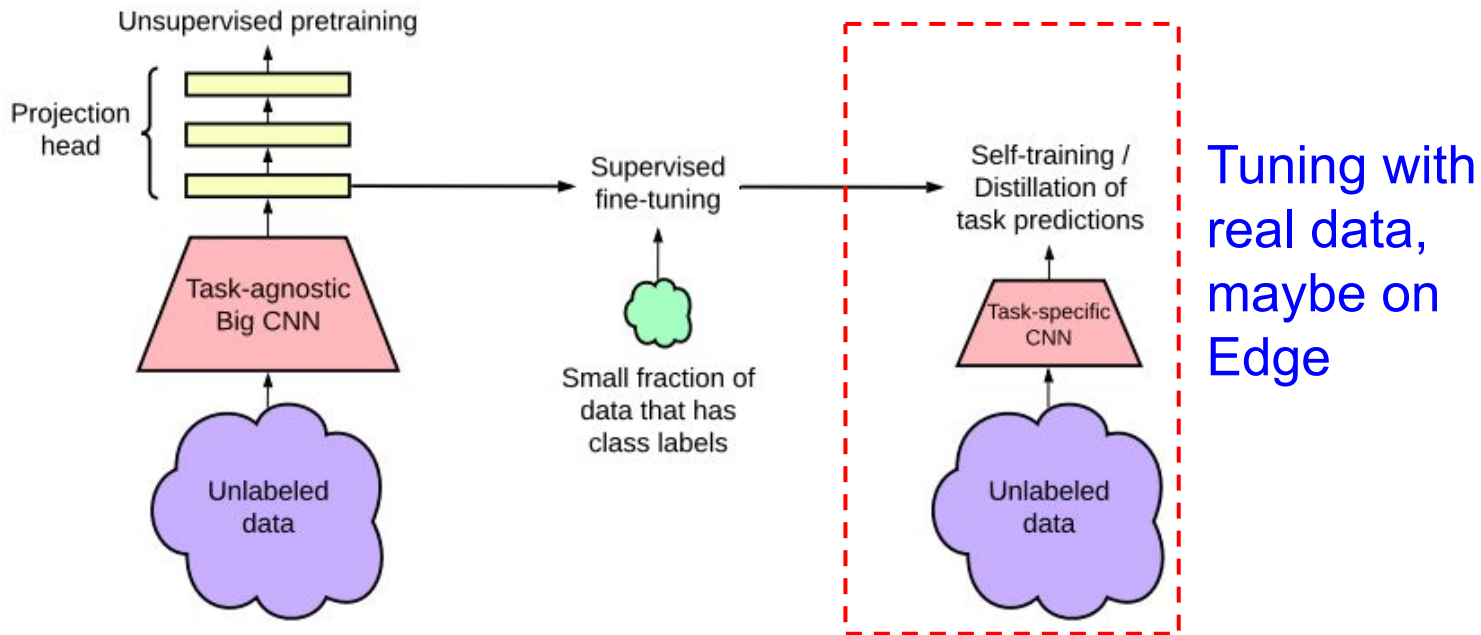 Unsupervised pretraining
Projection
head
Task-agnostic
Big CNN
Unlabeled
data
Supervised
fine-tuning
Small fraction of
data that has
class labels
Self-training /
Distillation of
task predictions
Task-specific
CNN
Unlabeled
data
Tuning with
real data,
maybe on
Edge